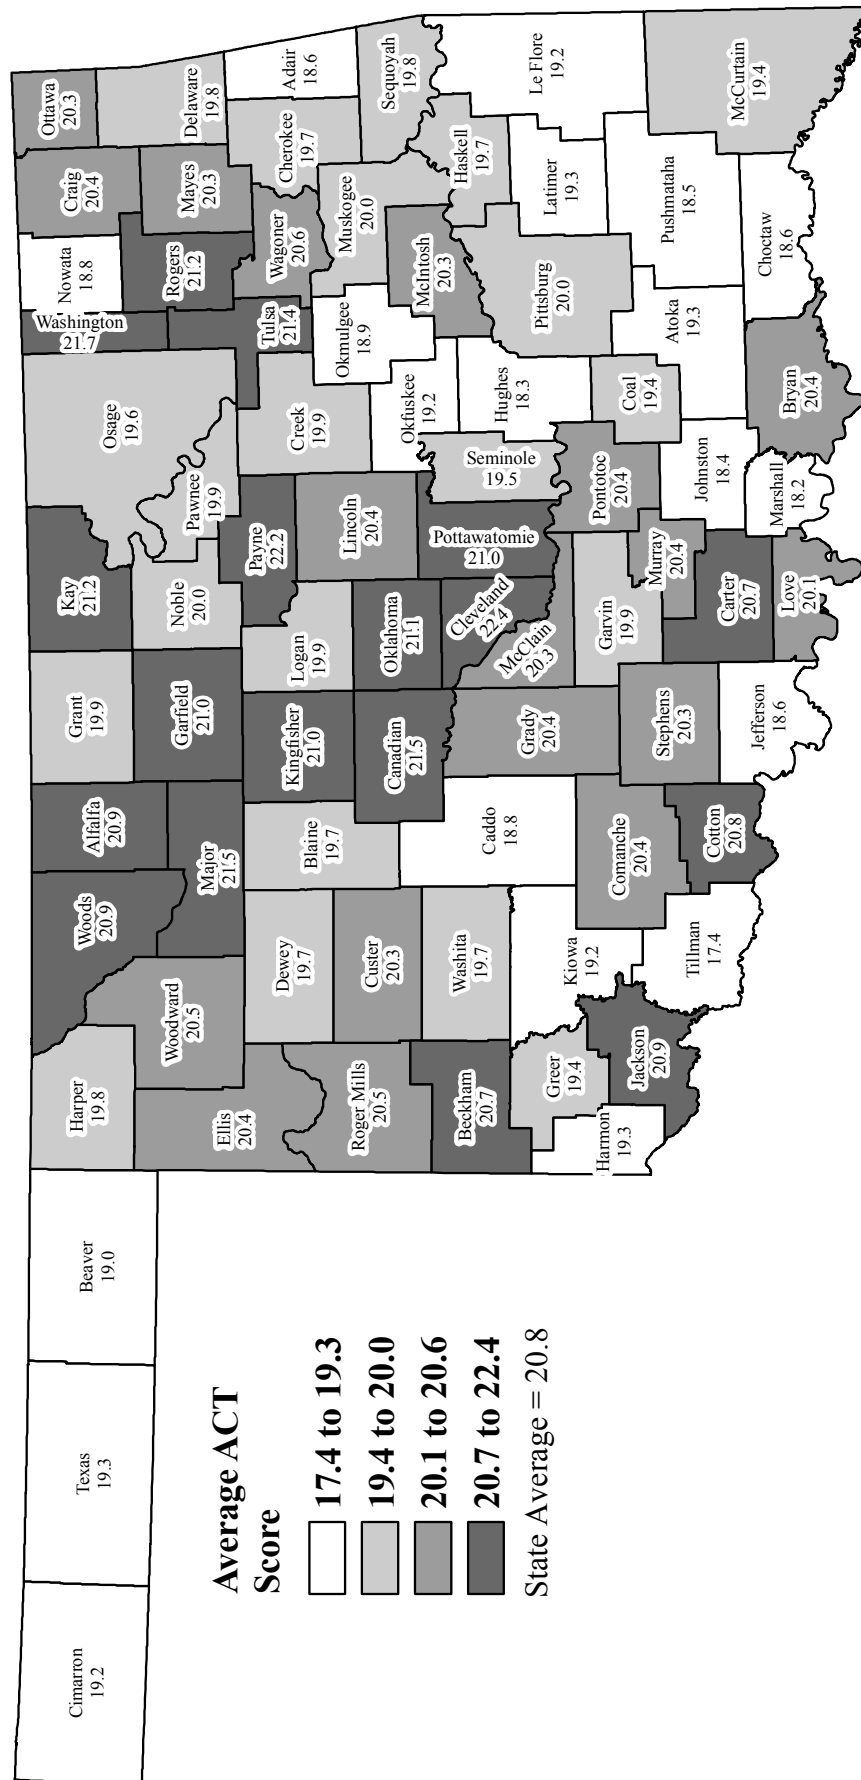 Cimarron
19.2
Texas
19.3
Beaver
19.0
Harper
19.8
Woods
20.9
Alfalfa
20.9
Grant
19.9
Kay
21.2
Osage
19.6
Washington
21.7
Nowata
18.8
Craig
20.4
Ottawa
20.3
Ellis
20.4
Woodward
20.5
Major
21.5
Garfield
21.0
Noble
20.0
Pawnee
19.9
Rogers
21.2
Mayes
20.3
Delaware
19.8
Roger Mills
20.5
Dewey
19.7
Blaine
19.7
Kingfisher
21.0
Logan
19.9
Payne
22.2
Creek
19.9
Tulsa
21.4
Wagoner
20.6
Cherokee
19.7
Adair
18.6
Beckham
20.7
Custer
20.3
Canadian
21.5
Oklahoma
21.1
Lincoln
20.4
Okfuskee
19.2
Okmulgee
18.9
Muskogee
20.0
Sequoyah
19.8
Washita
19.7
Caddo
18.8
Grady
20.4
McClain
20.3
Cleveland
22.4
Pottawatomie
21.0
Seminole
19.5
Hughes
18.3
McIntosh
20.3
Haskell
19.7
Le Flore
19.2
Harmon
19.3
Greer
19.4
Kiowa
19.2
Comanche
20.4
Stephens
20.3
Garvin
19.9
Murray
20.4
Pontotoc
20.4
Coal
19.4
Pittsburg
20.0
Latimer
19.3
Jackson
20.9
Tillman
17.4
Cotton
20.8
Jefferson
18.6
Carter
20.7
Love
20.1
Johnston
18.4
Marshall
18.2
Atoka
19.3
Bryan
20.4
Pushmataha
18.5
Choctaw
18.6
McCurtain
19.4
Average ACT
Score
17.4 to 19.3
19.4 to 20.0
20.1 to 20.6
20.7 to 22.4
State Average = 20.8